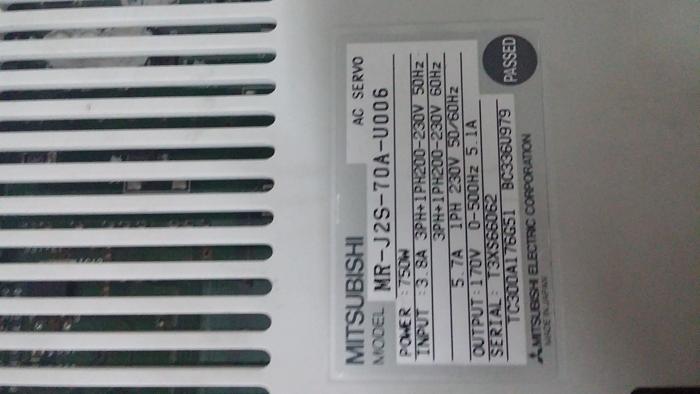 MITSUBISHI AC SERVO
MODEL MR-J2S-70A-U006
POWER :750W
INPUT :3.8A 3PH+1PH200-230V 50Hz
3PH+1PH200-230V 60Hz
5.7A 1PH 230V 50/60Hz
OUTPUT:170V 0-500Hz 5.1A
SERIAL: T3XS66062
TC300A176G51 BC336U979
PASSED
MITSUBISHI ELECTRIC CORPORATION
MADE IN JAPAN